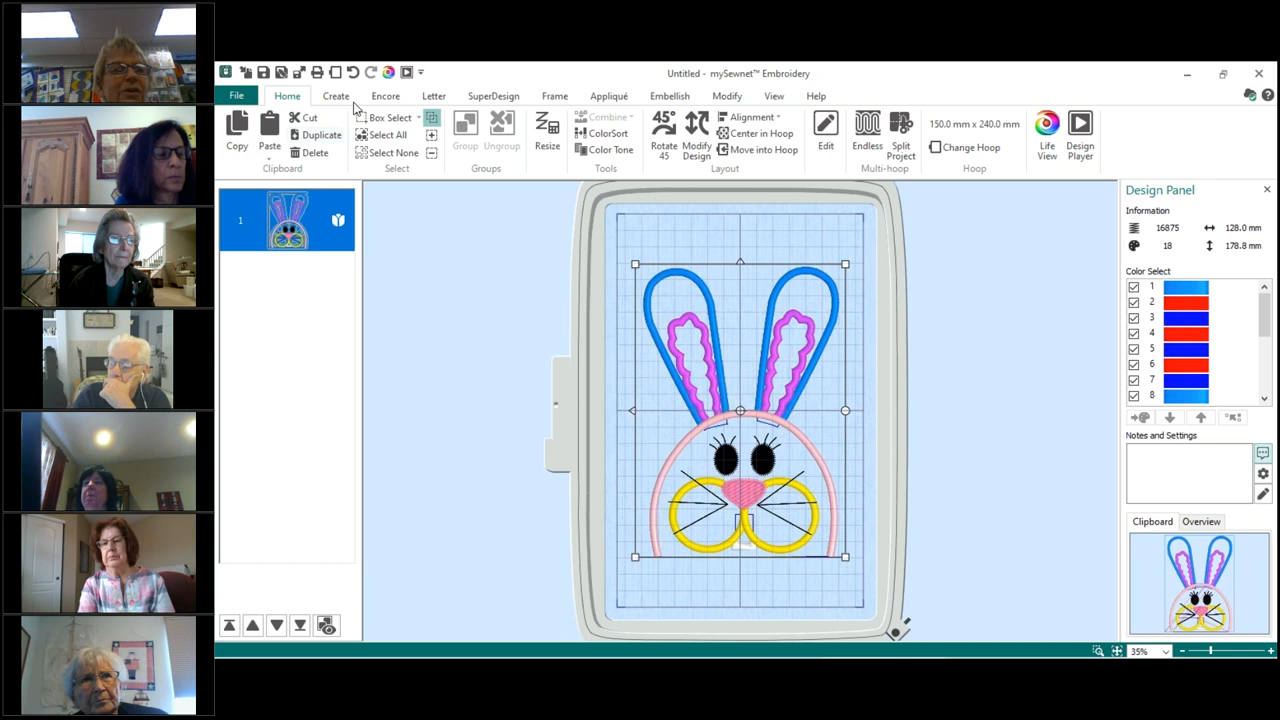 Untitled - mySewnet™ Embroidery
File Home Create Encore Letter SuperDesign Frame Appliqué Embellish Modify View Help
Copy Paste Cut Duplicate Delete Clipboard
Box Select Select All Select None Select
Group Ungroup Groups
Resize
Combine ColorSort Color Tone Tools
Rotate 45 Modify Design Alignment Center in Hoop Move into Hoop Layout
45°
Edit
Endless Split Project Multi-hoop
150.0 mm x 240.0 mm Change Hoop Hoop
Life View Design Player
1
Design Panel
Information
16875 128.0 mm
18 178.8 mm
Color Select
1
2
3
4
5
6
7
8
Notes and Settings
Clipboard Overview
35%